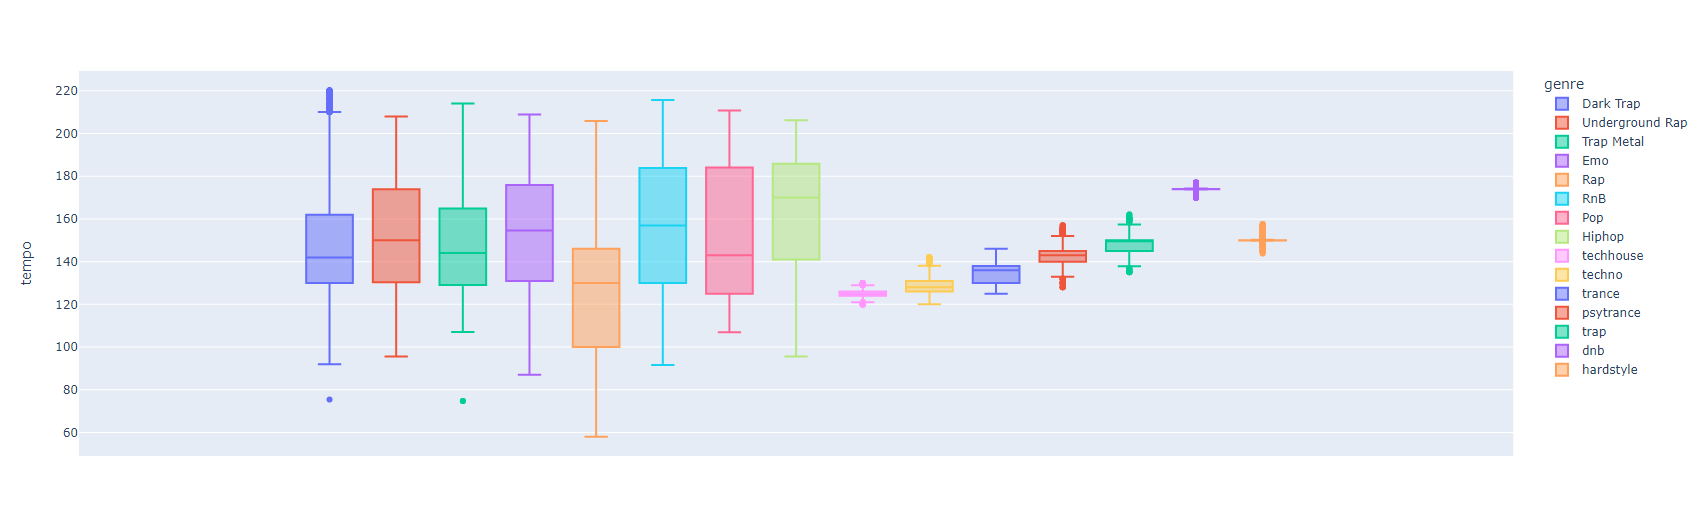 tempo
220
200
180
160
140
120
100
80
60
genre
Dark Trap
Underground Rap
Trap Metal
Emo
Rap
RnB
Pop
Hiphop
techhouse
techno
trance
psytrance
trap
dnb
hardstyle